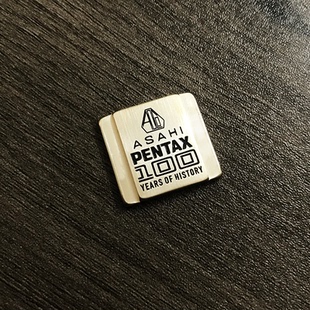 ASAHI
PENTAX
100
YEARS OF HISTORY